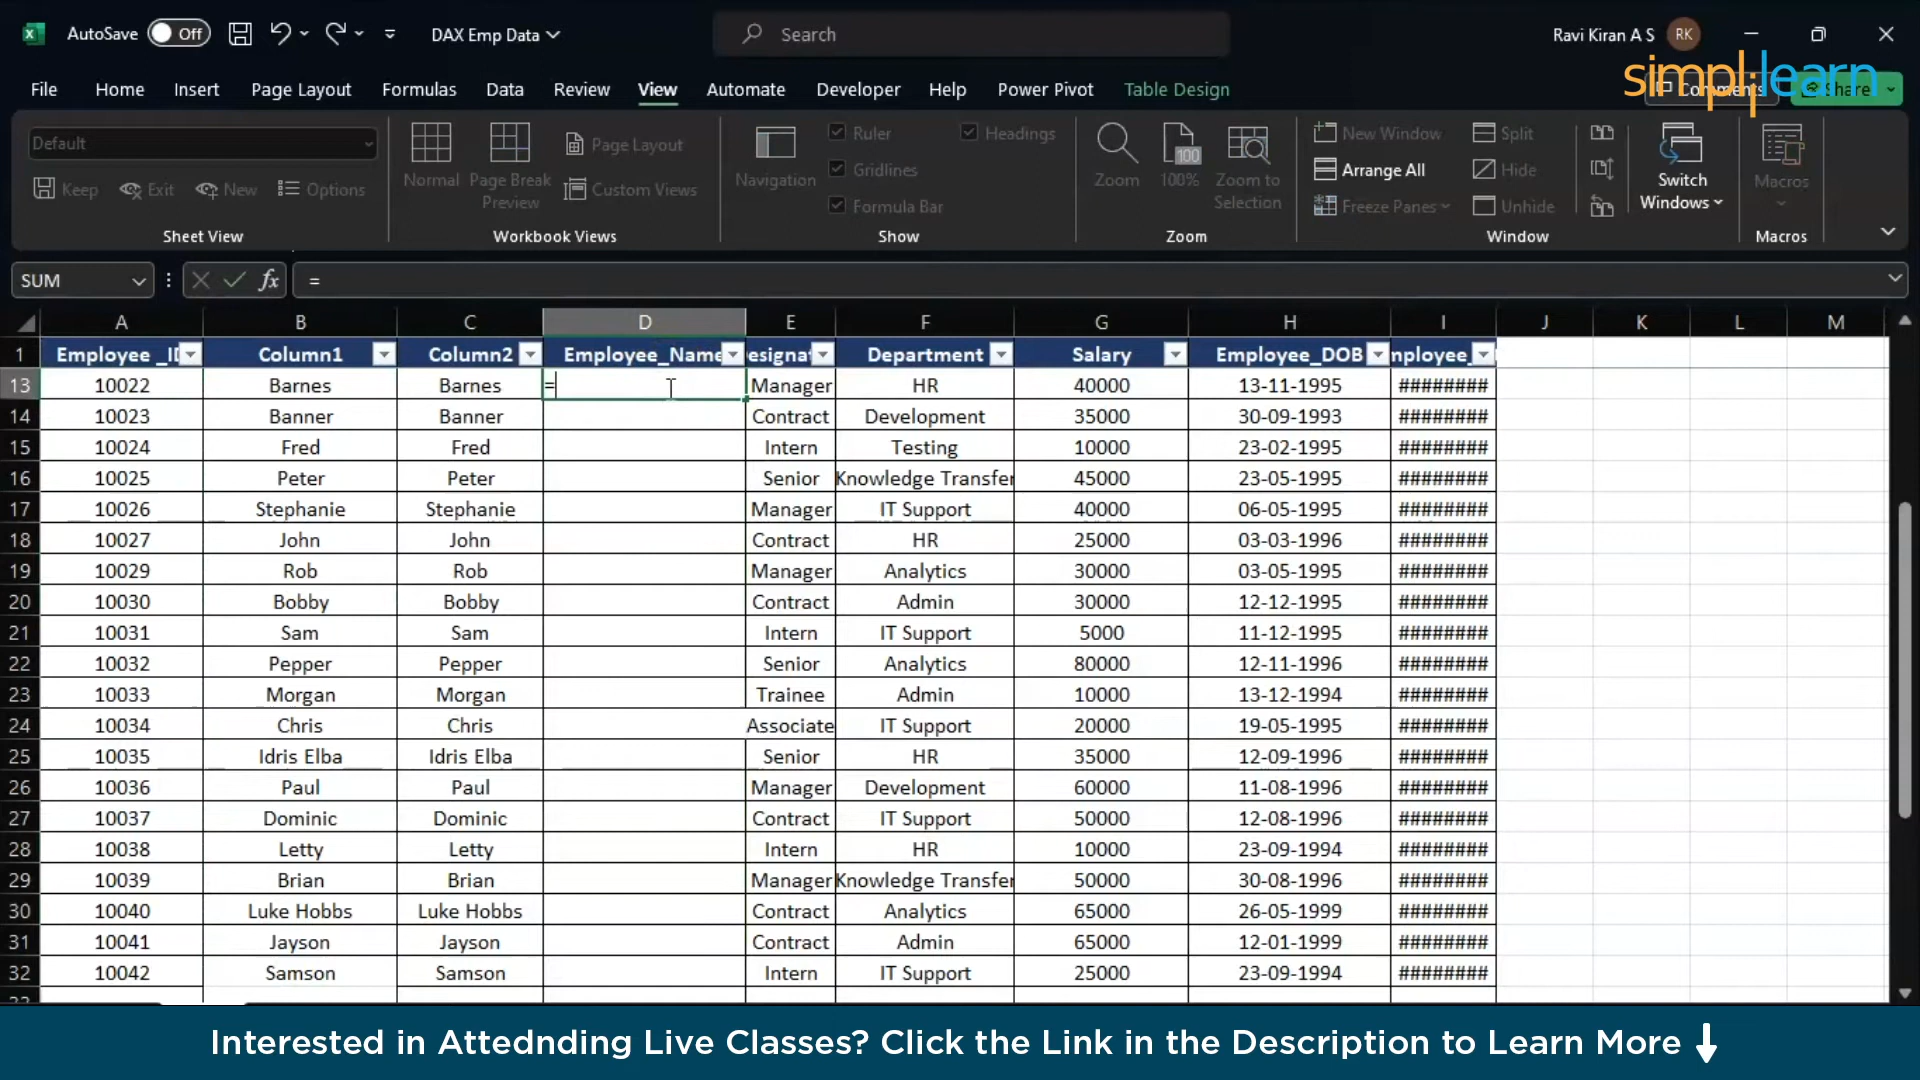 AutoSave Off DAX Emp Data Search Ravi Kiran A S RK
simplilearn
File Home Insert Page Layout Formulas Data Review View Automate Developer Help Power Pivot Table Design Comments Share
Default
Keep Exit New Options
Sheet View
Normal Page Break Preview Page Layout Custom Views
Workbook Views
Navigation Ruler Headings Gridlines Formula Bar
Show
Zoom 100% Zoom to Selection
Zoom
New Window Arrange All Freeze Panes Split Hide Unhide Switch Windows
Window
Macros
Macros
SUM fx =
A B C D E F G H I J K L M
1 Employee _ID Column1 Column2 Employee_Name esignat Department Salary Employee_DOB mployee_
13 10022 Barnes Barnes = Manager HR 40000 13-11-1995 ########
14 10023 Banner Banner Contract Development 35000 30-09-1993 ########
15 10024 Fred Fred Intern Testing 10000 23-02-1995 ########
16 10025 Peter Peter Senior Knowledge Transfer 45000 23-05-1995 ########
17 10026 Stephanie Stephanie Manager IT Support 40000 06-05-1995 ########
18 10027 John John Contract HR 25000 03-03-1996 ########
19 10029 Rob Rob Manager Analytics 30000 03-05-1995 ########
20 10030 Bobby Bobby Contract Admin 30000 12-12-1995 ########
21 10031 Sam Sam Intern IT Support 5000 11-12-1995 ########
22 10032 Pepper Pepper Senior Analytics 80000 12-11-1996 ########
23 10033 Morgan Morgan Trainee Admin 10000 13-12-1994 ########
24 10034 Chris Chris Associate IT Support 20000 19-05-1995 ########
25 10035 Idris Elba Idris Elba Senior HR 35000 12-09-1996 ########
26 10036 Paul Paul Manager Development 60000 11-08-1996 ########
27 10037 Dominic Dominic Contract IT Support 50000 12-08-1996 ########
28 10038 Letty Letty Intern HR 10000 23-09-1994 ########
29 10039 Brian Brian Manager Knowledge Transfer 50000 30-08-1996 ########
30 10040 Luke Hobbs Luke Hobbs Contract Analytics 65000 26-05-1999 ########
31 10041 Jayson Jayson Contract Admin 65000 12-01-1999 ########
32 10042 Samson Samson Intern IT Support 25000 23-09-1994 ########
Interested in Attednding Live Classes? Click the Link in the Description to Learn More